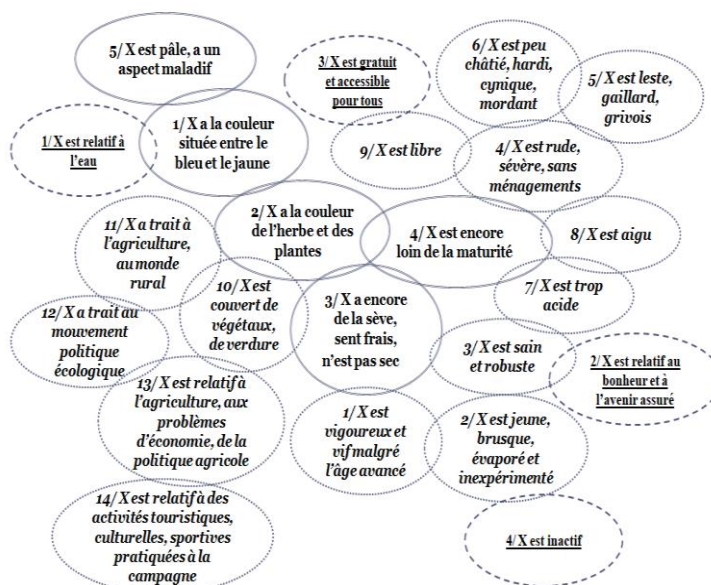 5/ X est pâle, a un
aspect maladif
3/ X est gratuit
et accessible
pour tous
6/ X est peu
châtié, hardi,
cynique,
mordant
5/ X est leste,
gaillard,
grivois
1/ X est relatif à
l'eau
1/ X a la couleur
située entre le
bleu et le jaune
9/ X est libre
4/ X est rude,
sévère, sans
ménagements
11/ X a trait à
l'agriculture,
au monde
rural
2/ X a la couleur
de l'herbe et des
plantes
4/ X est encore
loin de la maturité
8/ X est aigu
10/ X est
couvert de
végétaux,
de verdure
3/ X a encore
de la sève,
sent frais,
n'est pas sec
7/ X est trop
acide
12/ X a trait au
mouvement
politique
écologique
3/ X est sain
et robuste
2/ X est relatif au
bonheur et à
l'avenir assuré
13/ X est relatif à
l'agriculture, aux
problèmes
d'économie, de la
politique agricole
1/ X est
vigoureux et
vif malgré
l'âge avancé
2/ X est jeune,
brusque,
évaporé et
inexpérimenté
14/ X est relatif à des
activités touristiques,
culturelles, sportives
pratiquées à la
campagne
4/ X est inactif